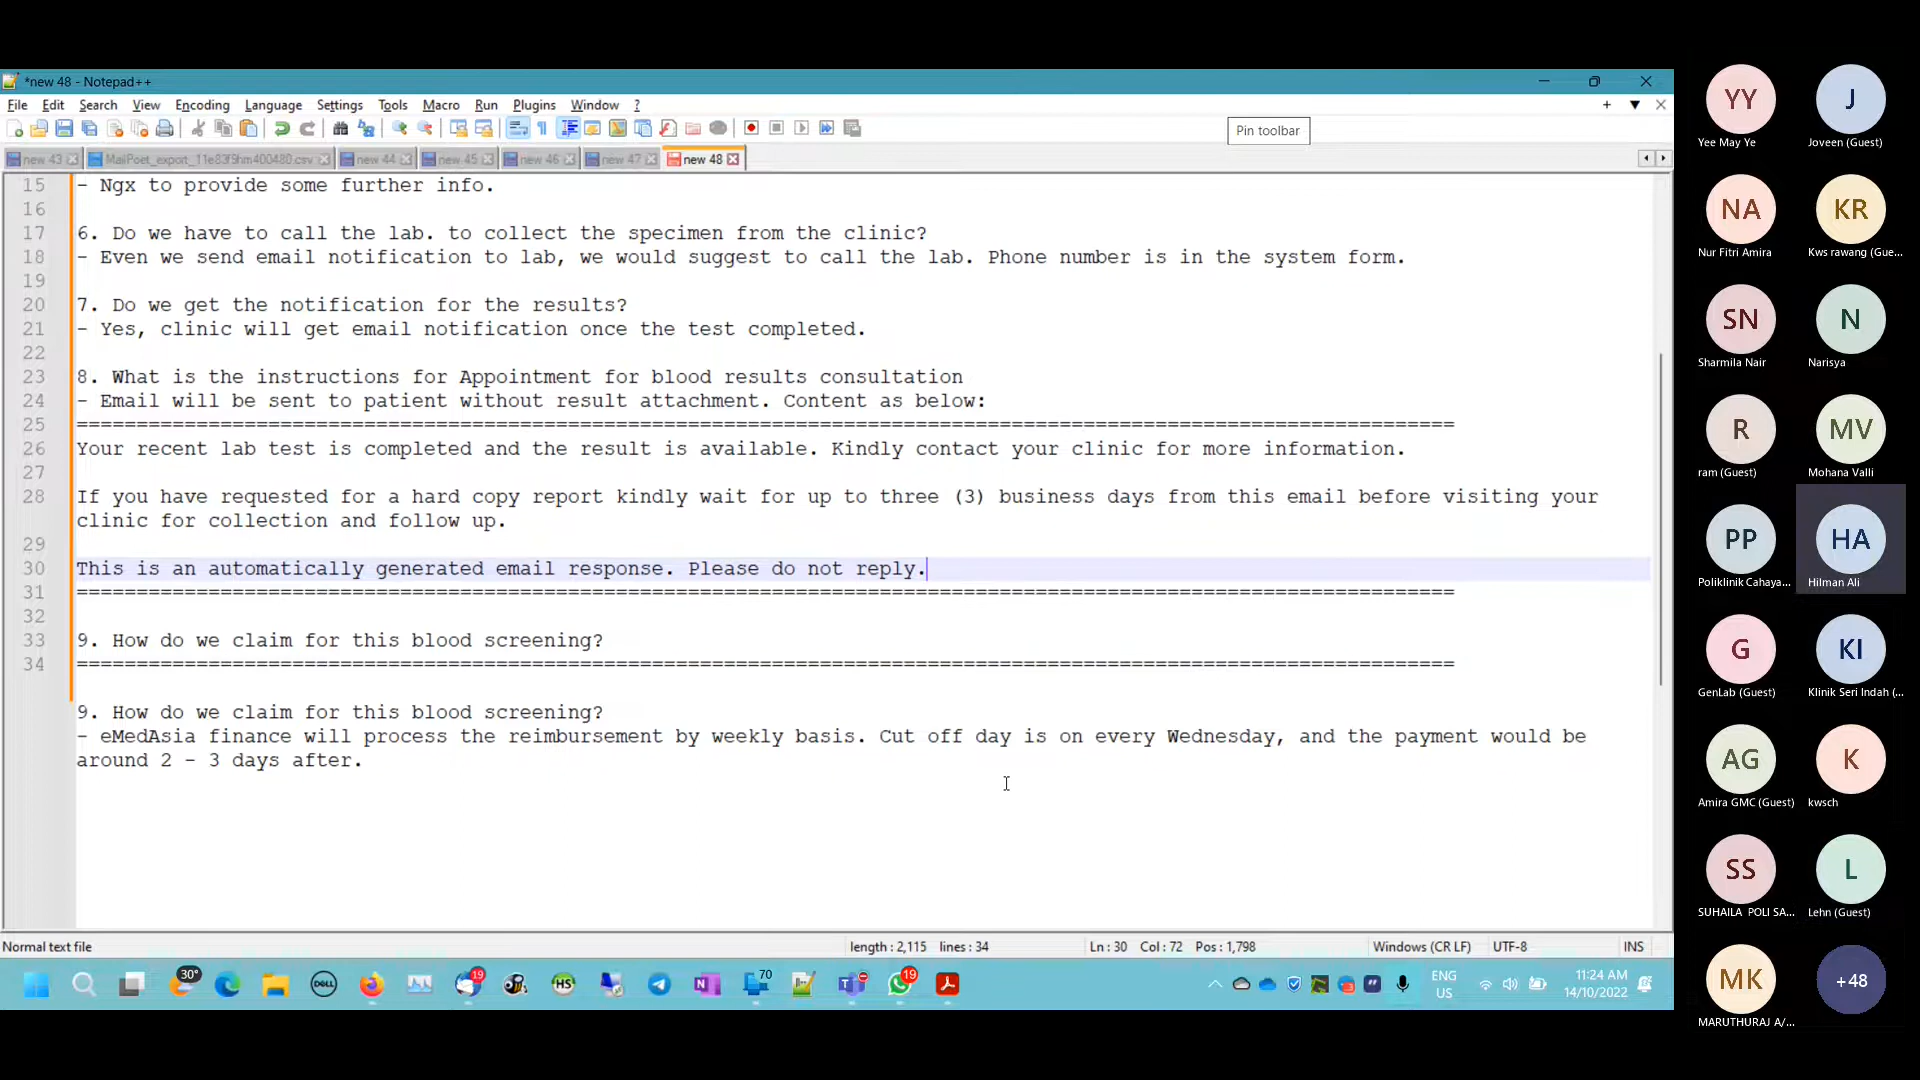 *new 48 - Notepad++
File Edit Search View Encoding Language Settings Tools Macro Run Plugins Window ?
Pin toolbar
new 43 MailPoet_export_11e83f9hm400480.csv new 44 new 45 new 46 new 47 new 48
15 - Ngx to provide some further info.
16
17 6. Do we have to call the lab. to collect the specimen from the clinic?
18 - Even we send email notification to lab, we would suggest to call the lab. Phone number is in the system form.
19
20 7. Do we get the notification for the results?
21 - Yes, clinic will get email notification once the test completed.
22
23 8. What is the instructions for Appointment for blood results consultation
24 - Email will be sent to patient without result attachment. Content as below:
25 ===================================================================================================================
26 Your recent lab test is completed and the result is available. Kindly contact your clinic for more information.
27
28 If you have requested for a hard copy report kindly wait for up to three (3) business days from this email before visiting your
clinic for collection and follow up.
29
30 This is an automatically generated email response. Please do not reply.
31 ===================================================================================================================
32
33 9. How do we claim for this blood screening?
34 ===================================================================================================================
9. How do we claim for this blood screening?
- eMedAsia finance will process the reimbursement by weekly basis. Cut off day is on every Wednesday, and the payment would be
around 2 - 3 days after.
Normal text file length : 2,115 lines : 34 Ln : 30 Col : 72 Pos : 1,798 Windows (CR LF) UTF-8 INS
30° DELL HS N 70 19 19
ENG
US
11:24 AM
14/10/2022
YY J
Yee May Ye Joveen (Guest)
NA KR
Nur Fitri Amira Kws rawang (Gue...
SN N
Sharmila Nair Narisya
R MV
ram (Guest) Mohana Valli
PP HA
Poliklinik Cahaya... Hilman Ali
G KI
GenLab (Guest) Klinik Seri Indah (...
AG K
Amira GMC (Guest) kwsch
SS L
SUHAILA POLI SA... Lehn (Guest)
MK +48
MARUTHURAJ A/...